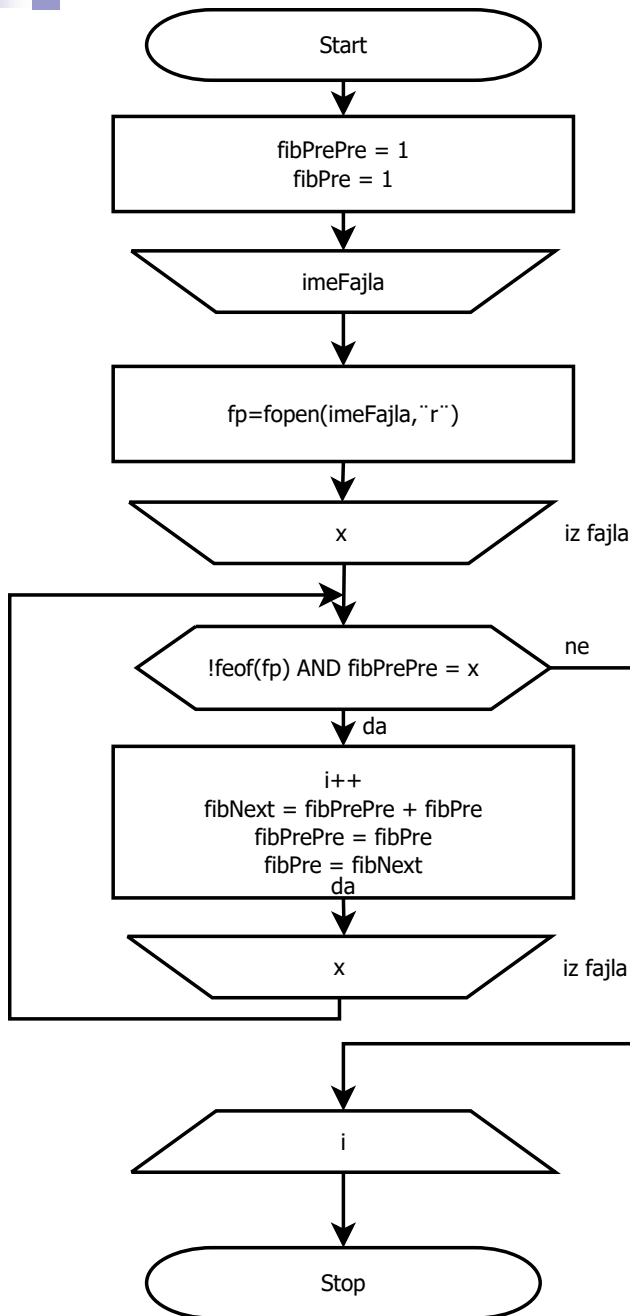 Start
fibPrePre = 1
fibPre = 1
imeFajla
fp=fopen(imeFajla,¨r¨)
x
iz fajla
!feof(fp) AND fibPrePre = x
ne
da
i++
fibNext = fibPrePre + fibPre
fibPrePre = fibPre
fibPre = fibNext
da
x
iz fajla
i
Stop